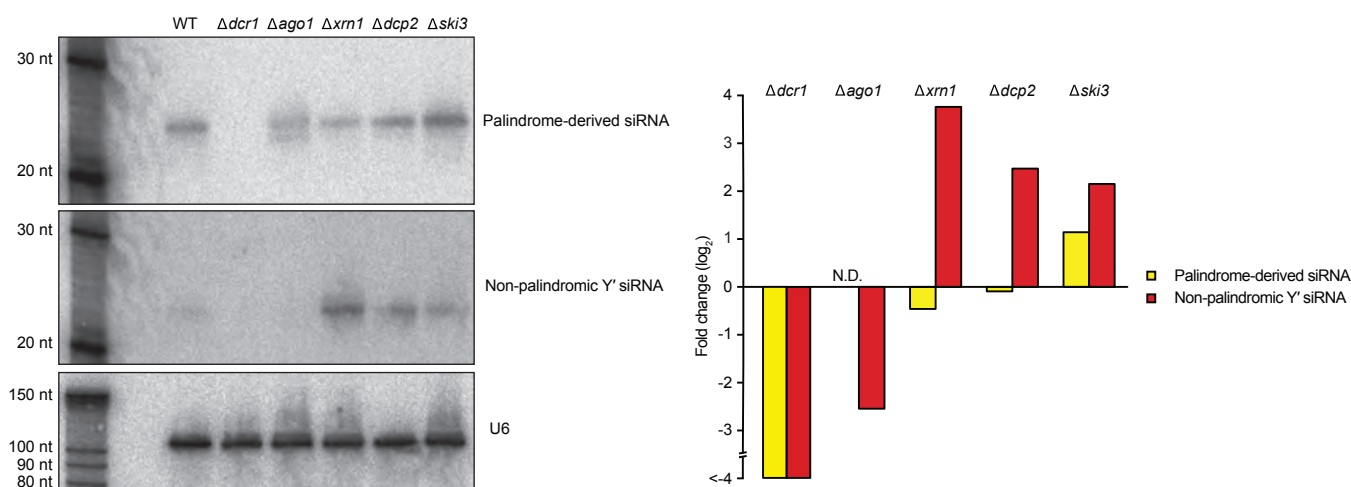 WT Δdcr1 Δago1 Δxrn1 Δdcp2 Δski3
30 nt
20 nt
Palindrome-derived siRNA
30 nt
20 nt
Non-palindromic Y′ siRNA
150 nt
100 nt
90 nt
80 nt
U6
Δdcr1 Δago1 Δxrn1 Δdcp2 Δski3
Fold change (log2)
4
3
2
1
0
-1
-2
-3
<-4
N.D.
Palindrome-derived siRNA
Non-palindromic Y′ siRNA